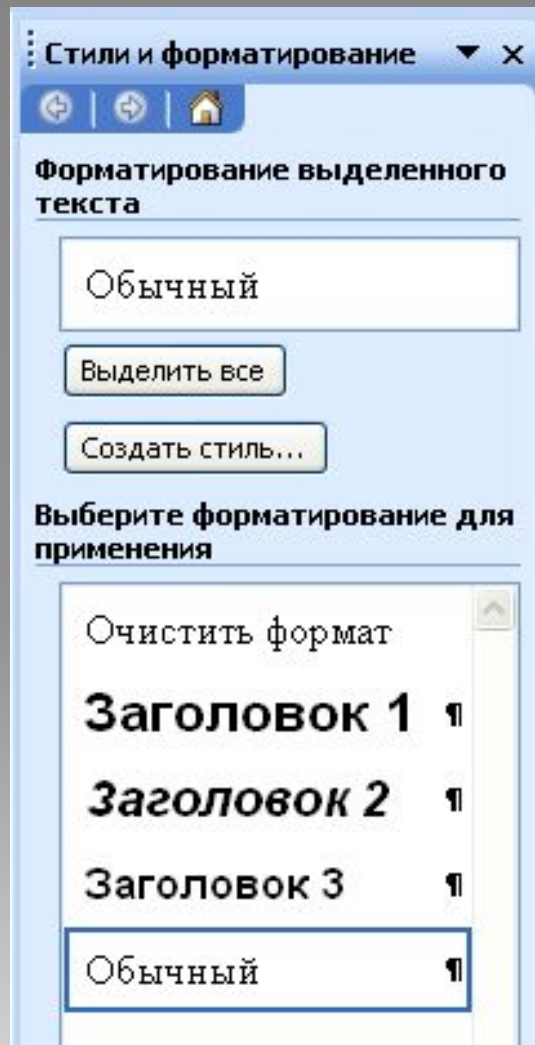 Стили и форматирование
Форматирование выделенного
текста
Обычный
Выделить все
Создать стиль...
Выберите форматирование для
применения
Очистить формат
Заголовок 1 ¶
Заголовок 2 ¶
Заголовок 3 ¶
Обычный ¶